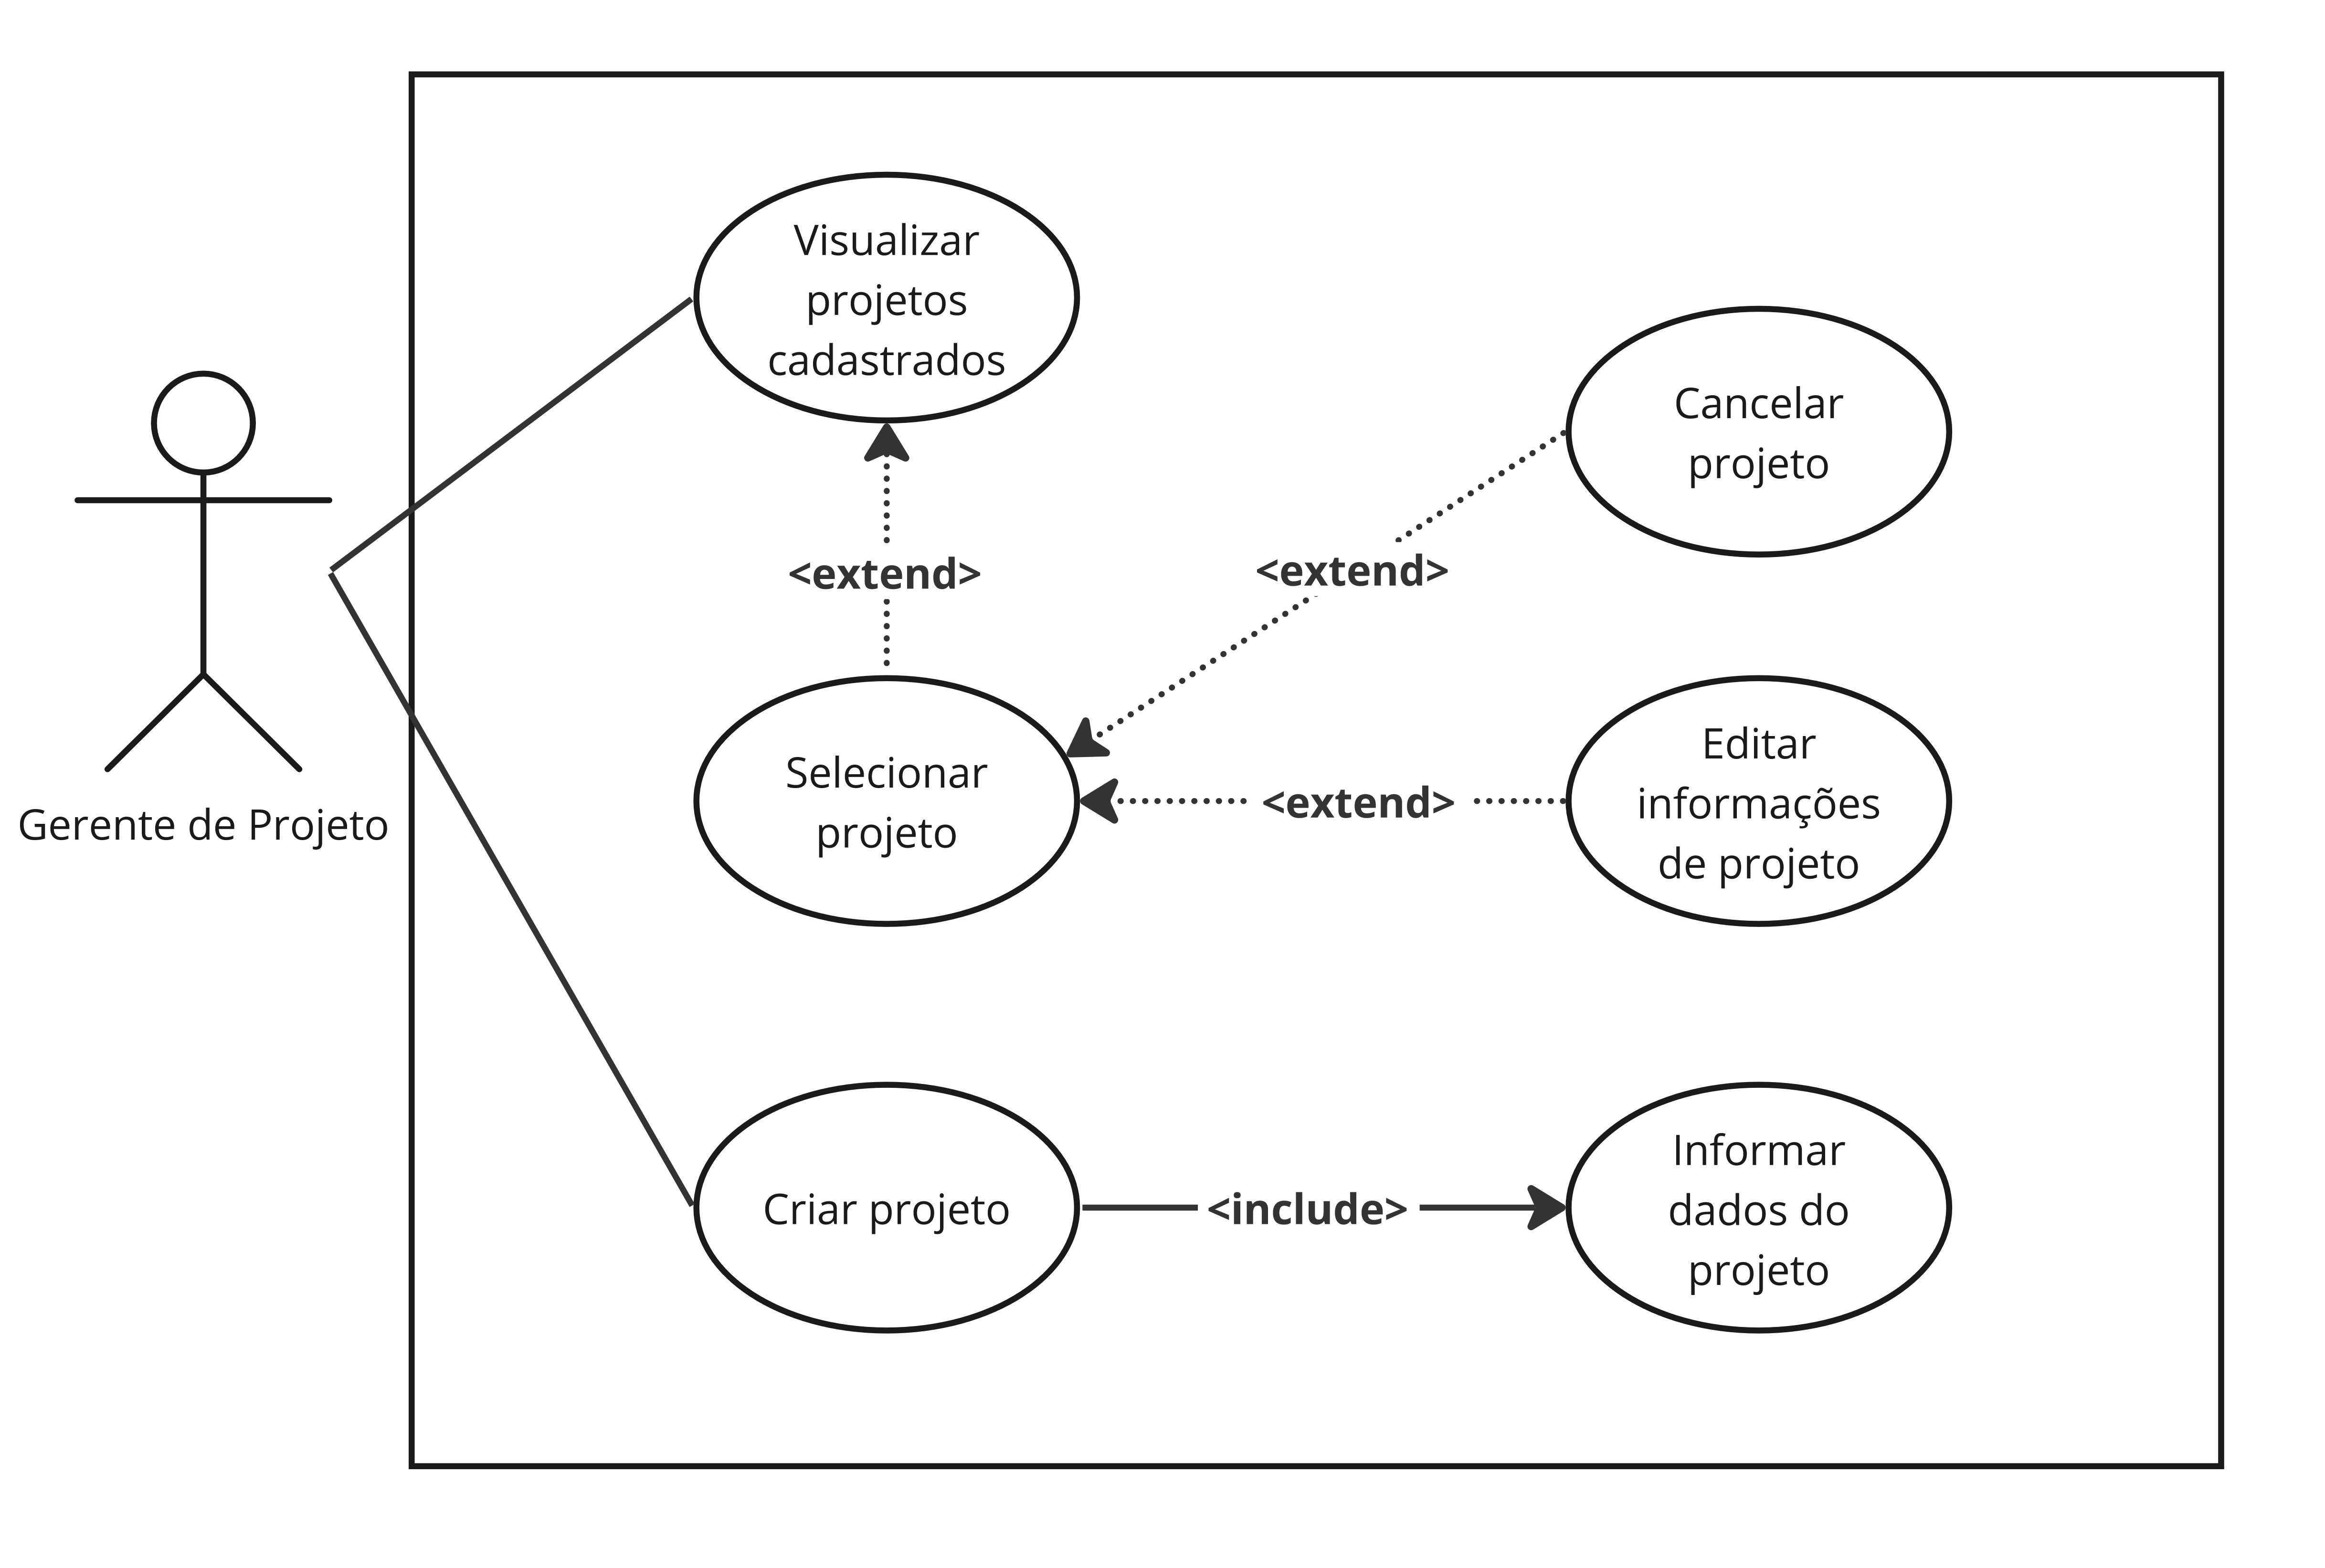 Visualizar
projetos
cadastrados
Cancelar
projeto
<extend>
<extend>
Selecionar
projeto
<extend>
Editar
informações
de projeto
Gerente de Projeto
Criar projeto
<include>
Informar
dados do
projeto